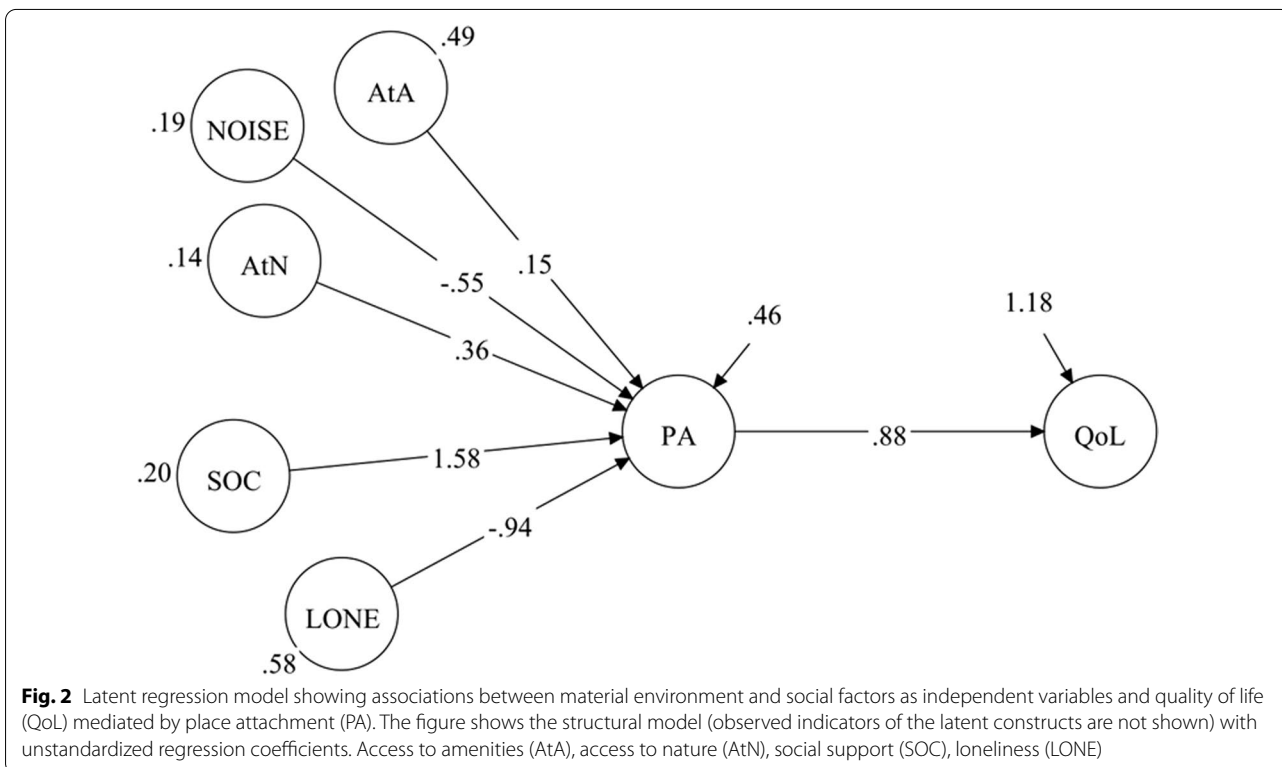 .49
AtA
.19
NOISE
.14
AtN
.15
-.55
.36
.46
1.18
PA
.88
QoL
.20
SOC
1.58
-.94
LONE
.58
Fig. 2 Latent regression model showing associations between material environment and social factors as independent variables and quality of life
(QoL) mediated by place attachment (PA). The figure shows the structural model (observed indicators of the latent constructs are not shown) with
unstandardized regression coefficients. Access to amenities (AtA), access to nature (AtN), social support (SOC), loneliness (LONE)